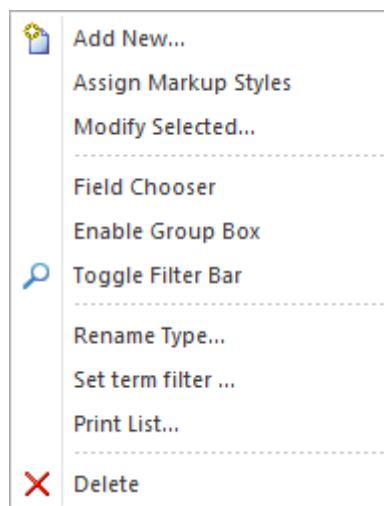 Add New...
Assign Markup Styles
Modify Selected...
Field Chooser
Enable Group Box
Toggle Filter Bar
Rename Type...
Set term filter ...
Print List...
Delete